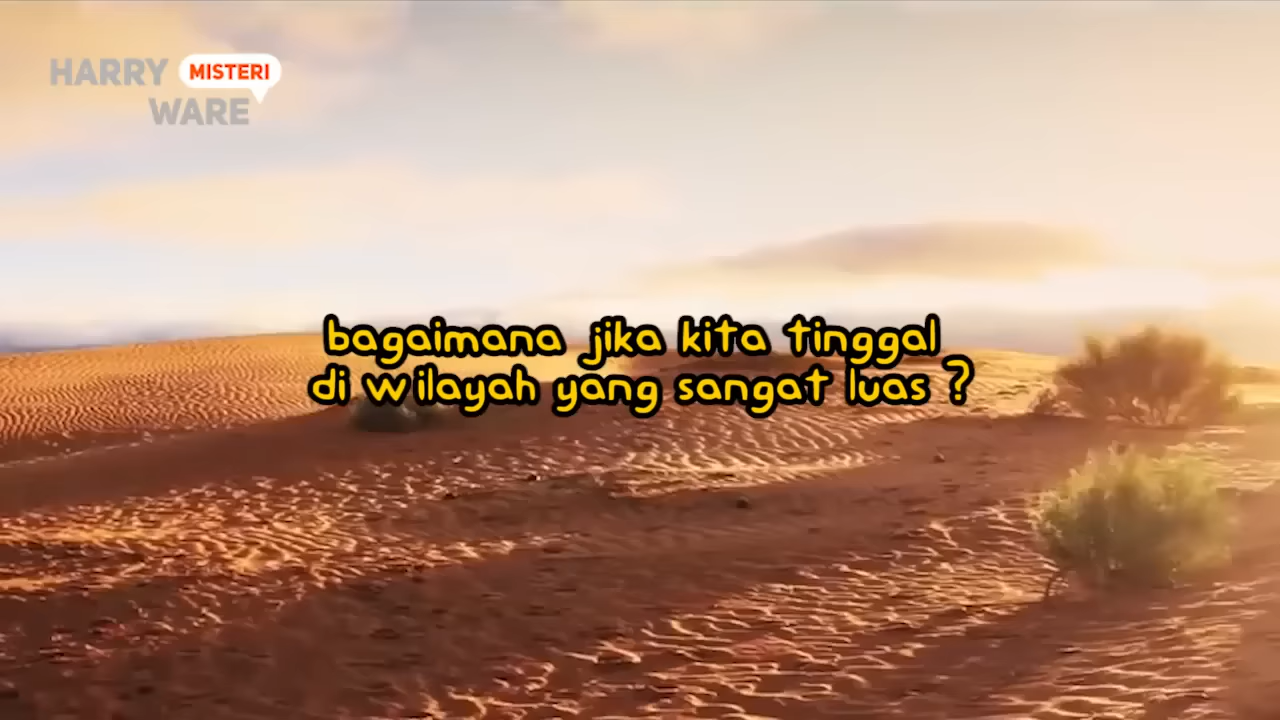 HARRY MISTERI
WARE
bagaimana jika kita tinggal
di wilayah yang sangat luas ?